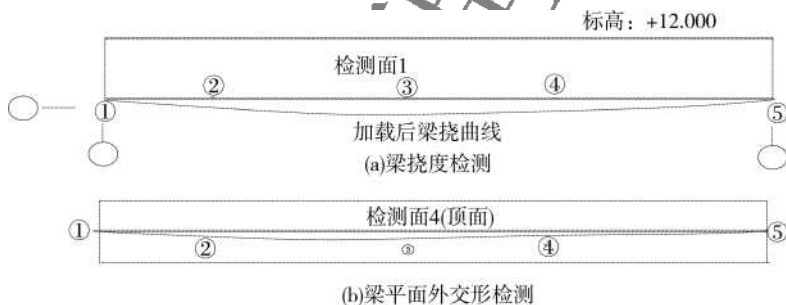 标高：+12.000
检测面1
② ③ ④
① ⑤
加载后梁挠曲线
(a)梁挠度检测
检测面4(顶面)
① ⑤
② ③ ④
(b)梁平面外交形检测